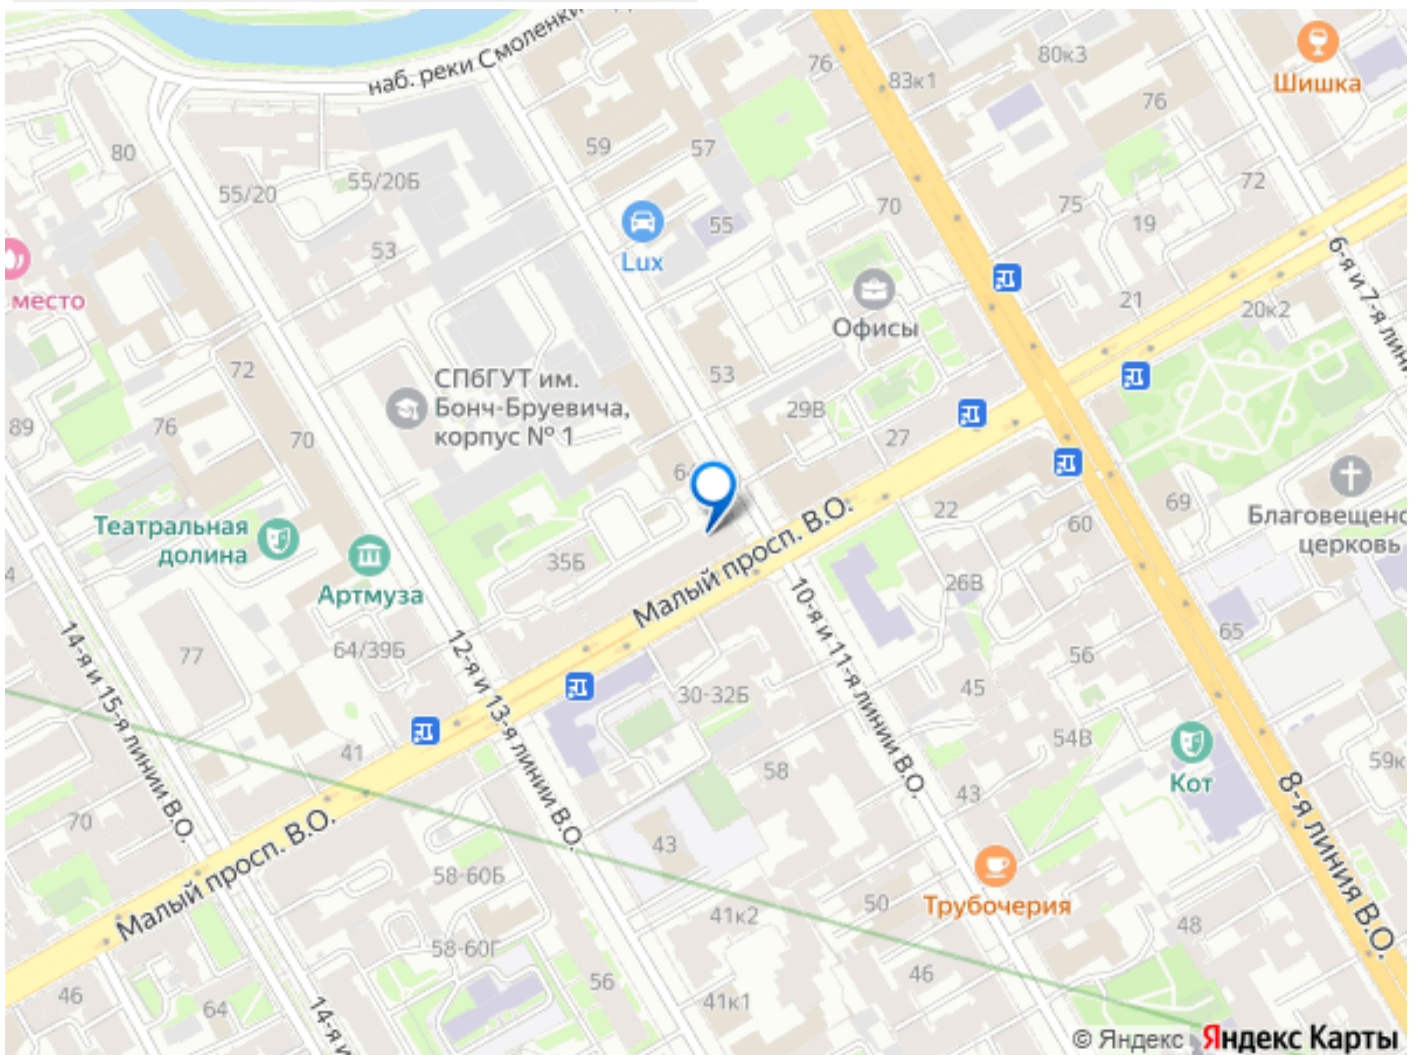 наб. реки Смоленки
76
83к1
80к3
Шишка
76
80
59
57
55/20
55/20Б
72
70
75
19
55
53
Lux
место
Офисы
21
20к2
6-я и 7-я лин
72
53
СПбГУТ им.
Бонч-Бруевича,
корпус № 1
29В
27
89
76
70
22
69
60
Благовещенс
церковь
Театральная
долина
Артмуза
35Б
Малый просп. В.О.
26В
4
65
14-я и 15-я линии В.О.
77
64/39Б
12-я и 13-я линии В.О.
10-я и 11-я линии В.О.
56
45
30-32Б
54В
41
58
Кот
59к
43
8-я линия В.О.
70
Малый просп. В.О.
43
58-60Б
Трубочерия
50
41к2
48
58-60Г
46
56
46
64
41к1
14-я
© Яндекс Яндекс Карты